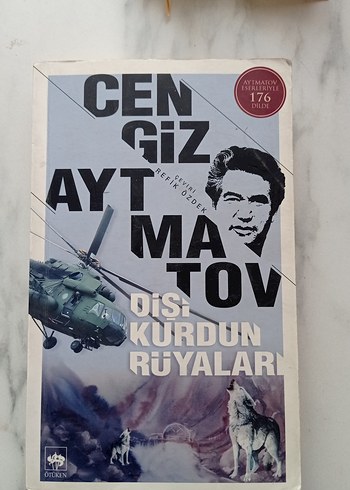 CEN
GİZ
AYT
MA
TOV
AYTMATOV
ESERLERİYLE
176
DİLDE
ÇEVİRİ
REFİK ÖZDEK
DİŞİ
KURDUN
RÜYALARI
ÖTÜKEN